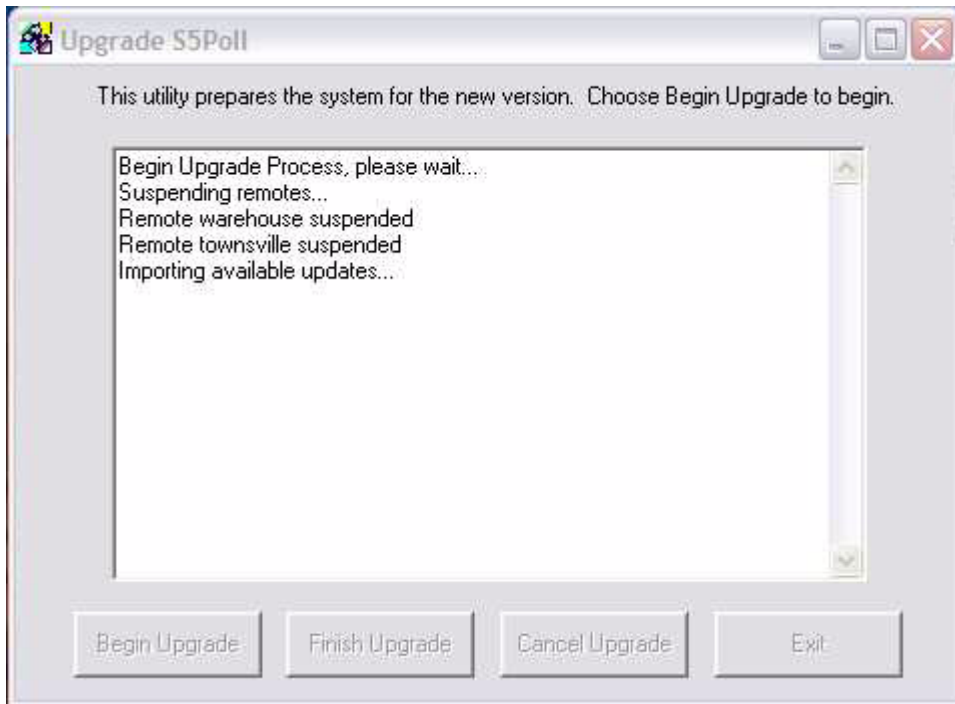 Upgrade S5Poll
This utility prepares the system for the new version.  Choose Begin Upgrade to begin.
Begin Upgrade Process, please wait...
Suspending remotes...
Remote warehouse suspended
Remote townsville suspended
Importing available updates...
Begin Upgrade
Finish Upgrade
Cancel Upgrade
Exit